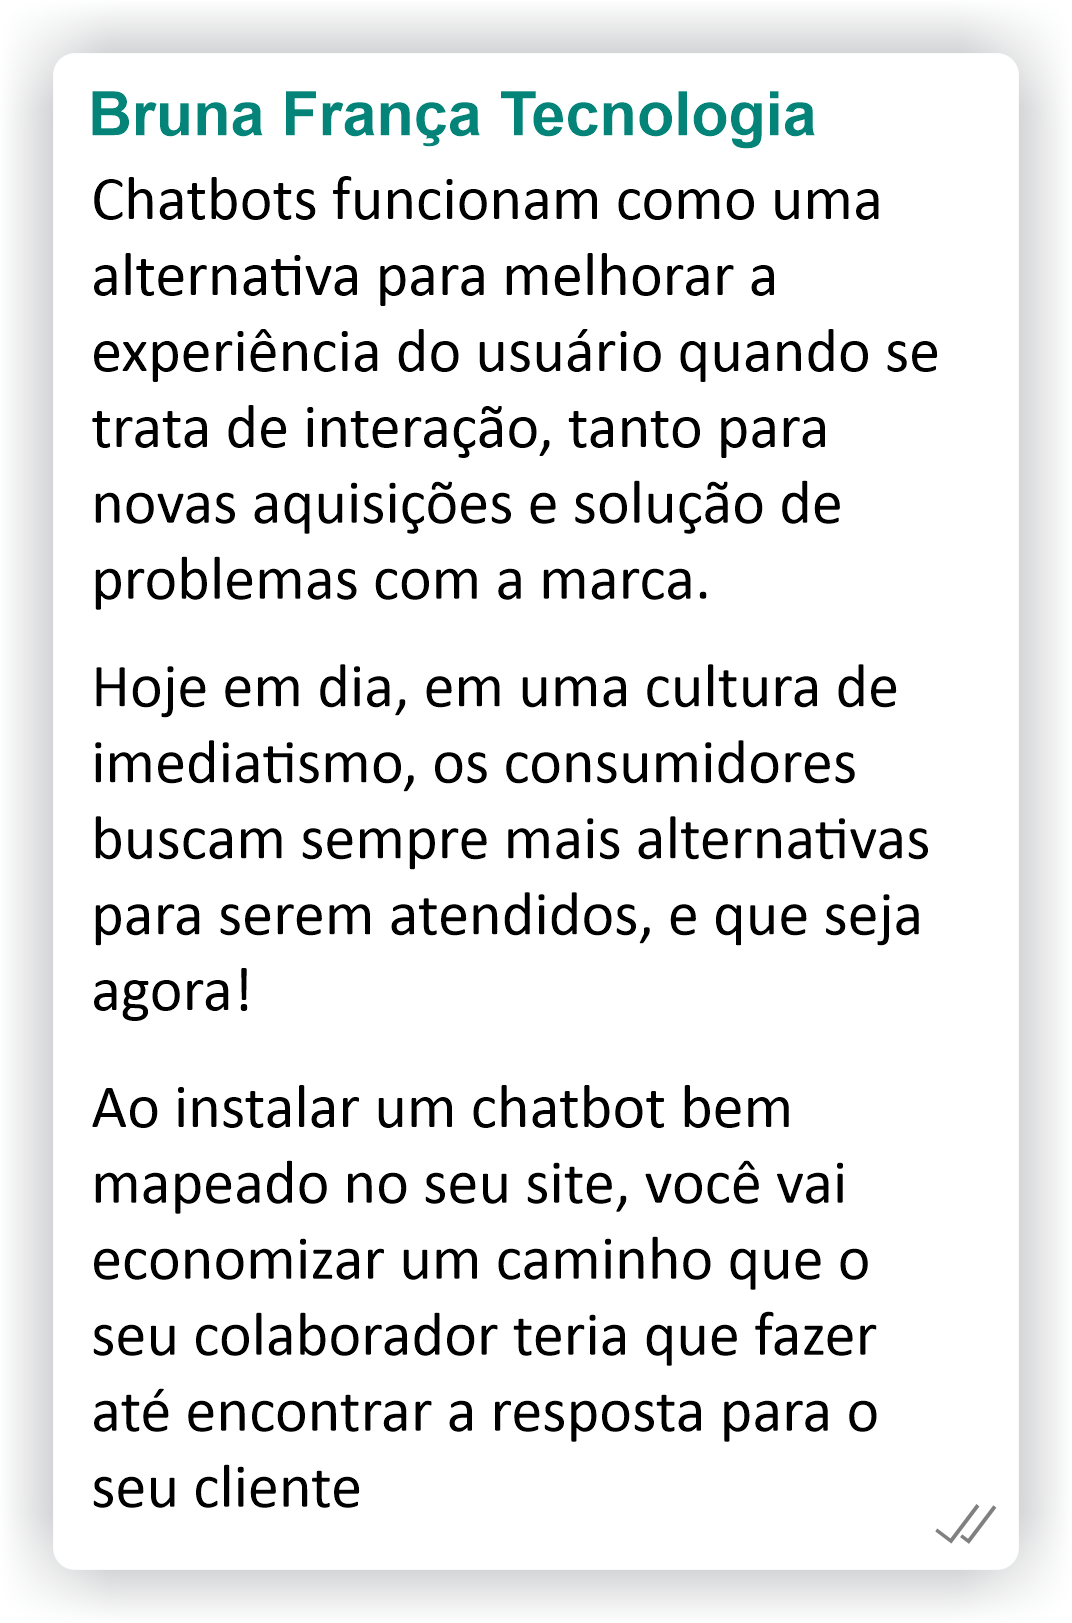 Bruna França Tecnologia
Chatbots funcionam como uma
alternativa para melhorar a
experiência do usuário quando se
trata de interação, tanto para
novas aquisições e solução de
problemas com a marca.
Hoje em dia, em uma cultura de
imediatismo, os consumidores
buscam sempre mais alternativas
para serem atendidos, e que seja
agora!
Ao instalar um chatbot bem
mapeado no seu site, você vai
economizar um caminho que o
seu colaborador teria que fazer
até encontrar a resposta para o
seu cliente